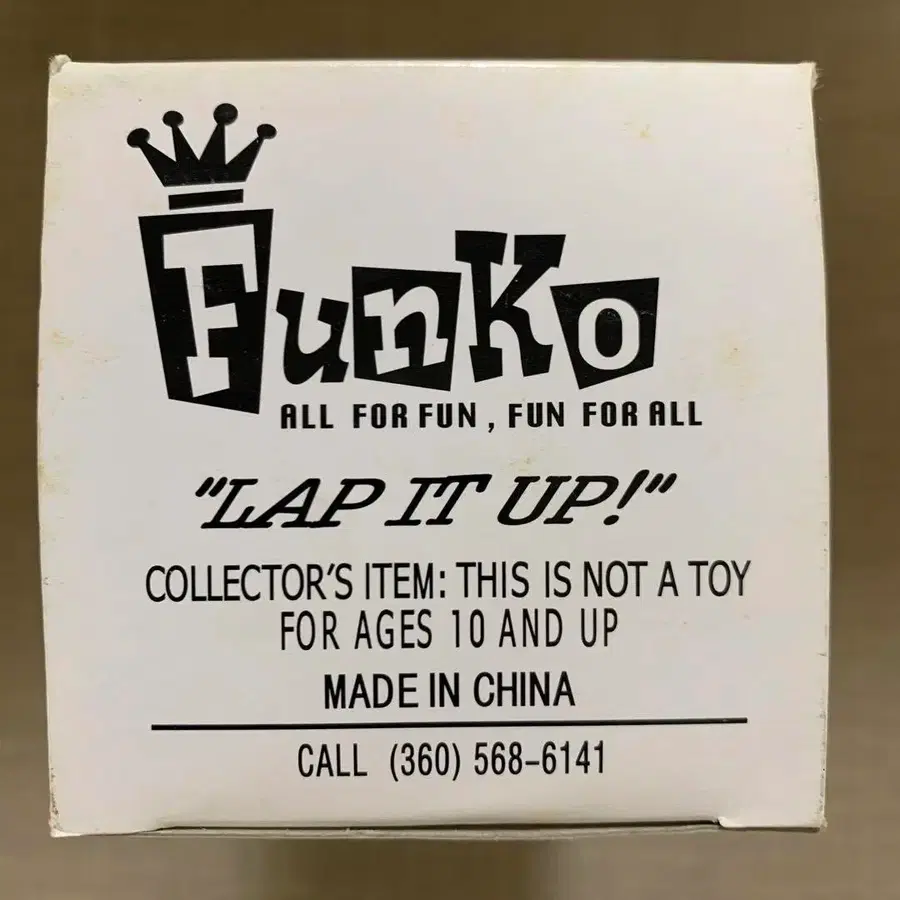 Funko
ALL FOR FUN, FUN FOR ALL
"LAP IT UP!"
COLLECTOR'S ITEM: THIS IS NOT A TOY
FOR AGES 10 AND UP
MADE IN CHINA
CALL (360) 568-6141